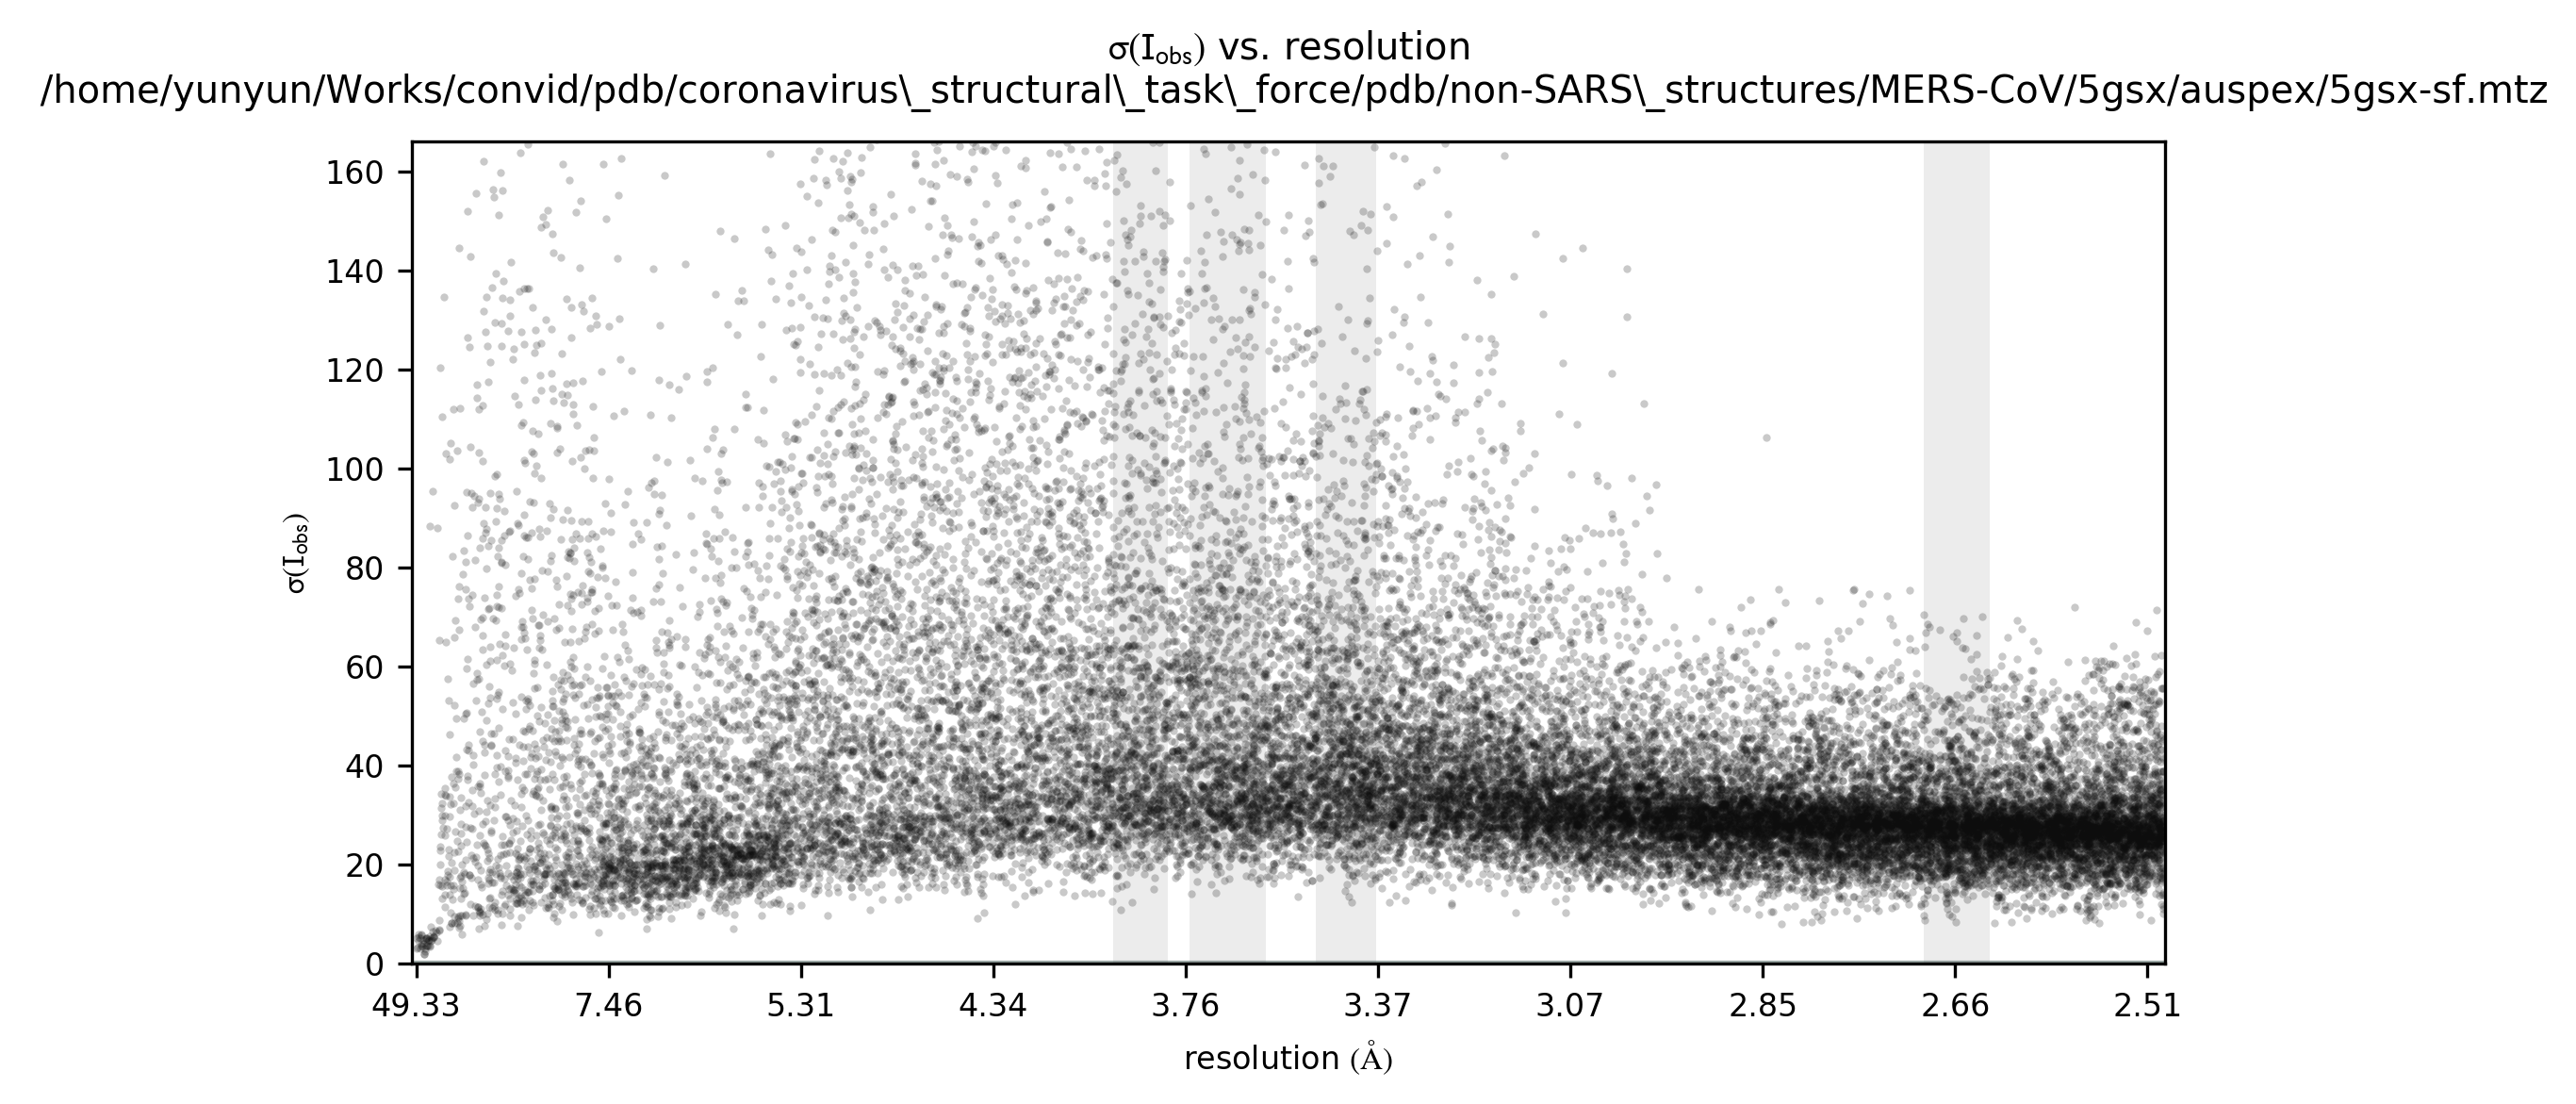 σ(I_obs) vs. resolution
/home/yunyun/Works/convid/pdb/coronavirus\_structural\_task\_force/pdb/non-SARS\_structures/MERS-CoV/5gsx/auspex/5gsx-sf.mtz
160
140
120
100
80
60
40
20
0
σ(I_obs)
49.33 7.46 5.31 4.34 3.76 3.37 3.07 2.85 2.66 2.51
resolution (Å)